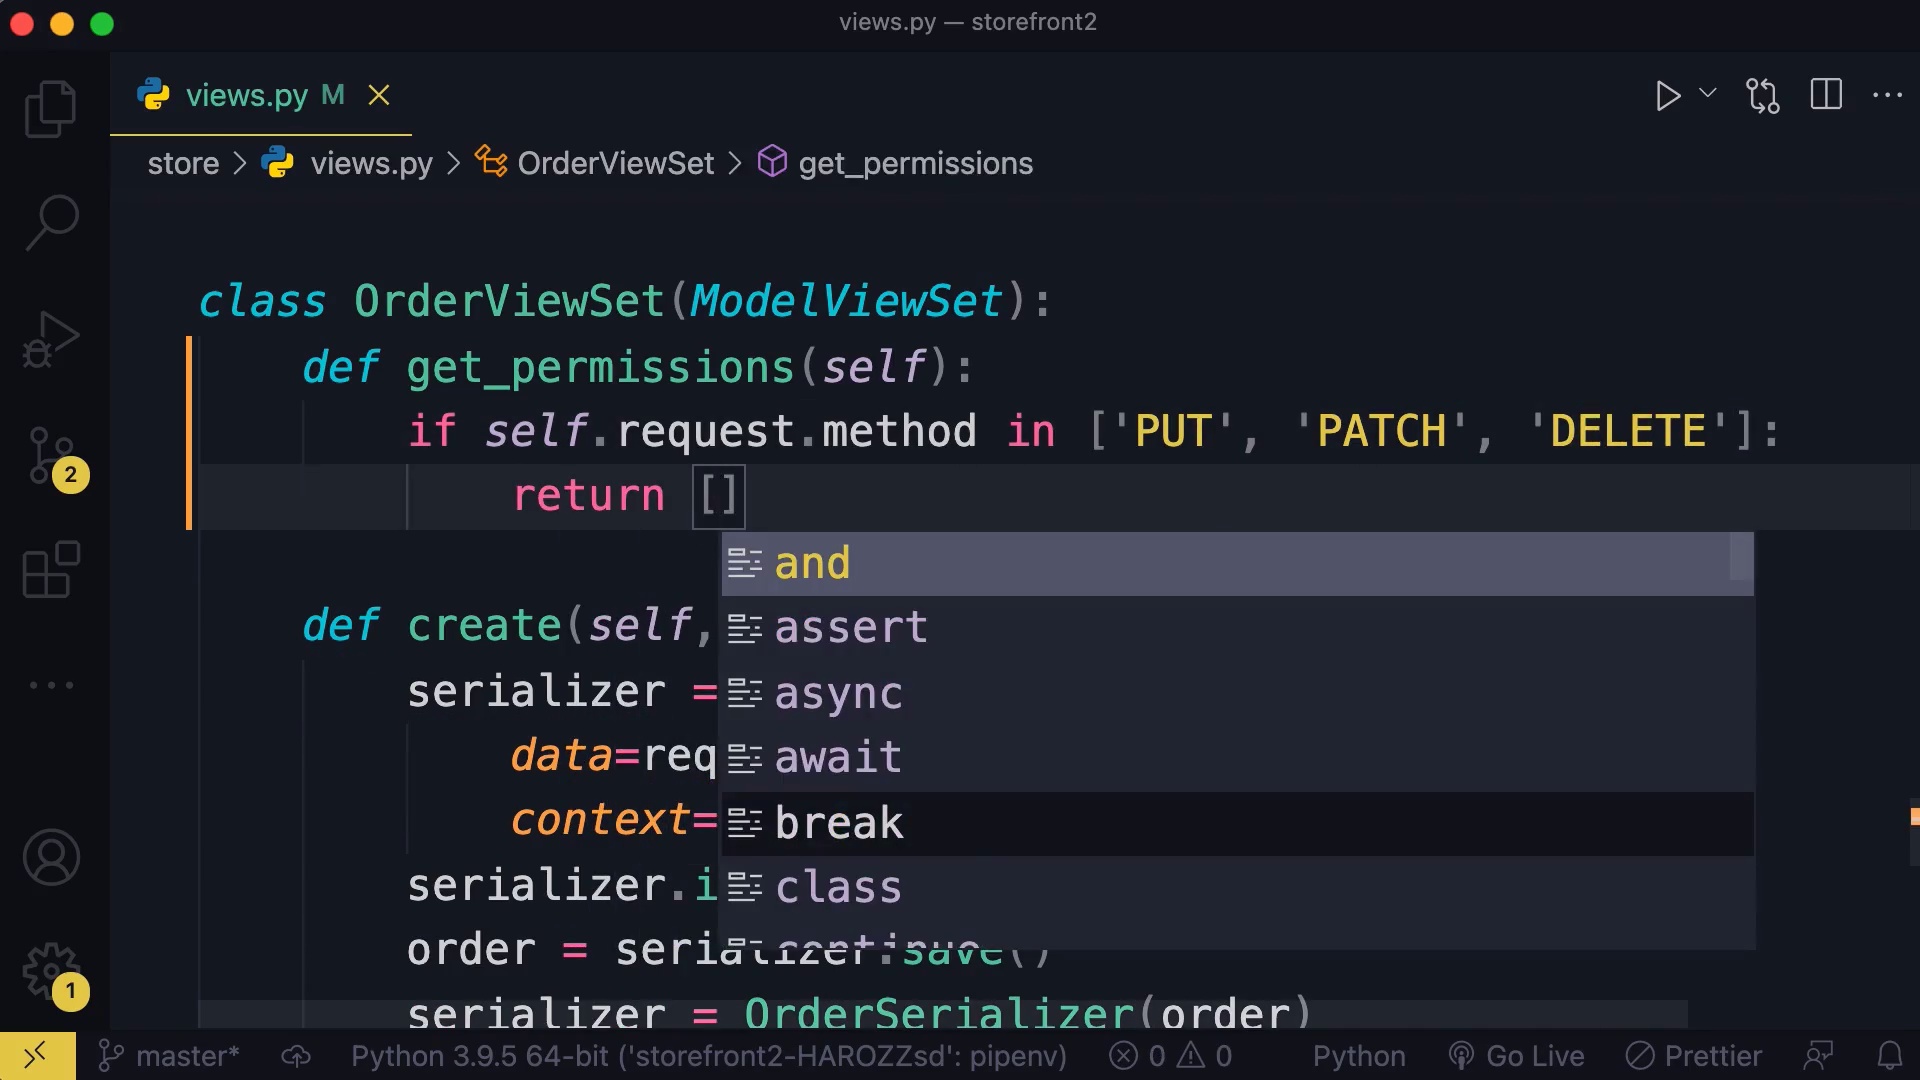 views.py — storefront2
views.py M
store > views.py > OrderViewSet > get_permissions
class OrderViewSet(ModelViewSet):
def get_permissions(self):
if self.request.method in ['PUT', 'PATCH', 'DELETE']:
return []
and
def create(self,
assert
serializer =
async
data=req
await
context=
break
serializer.i
class
order = serializer.save()
continue
serializer = OrderSerializer(order)
2
1
master*
Python 3.9.5 64-bit ('storefront2-HAROZZsd': pipenv)
0
0
Python
Go Live
Prettier